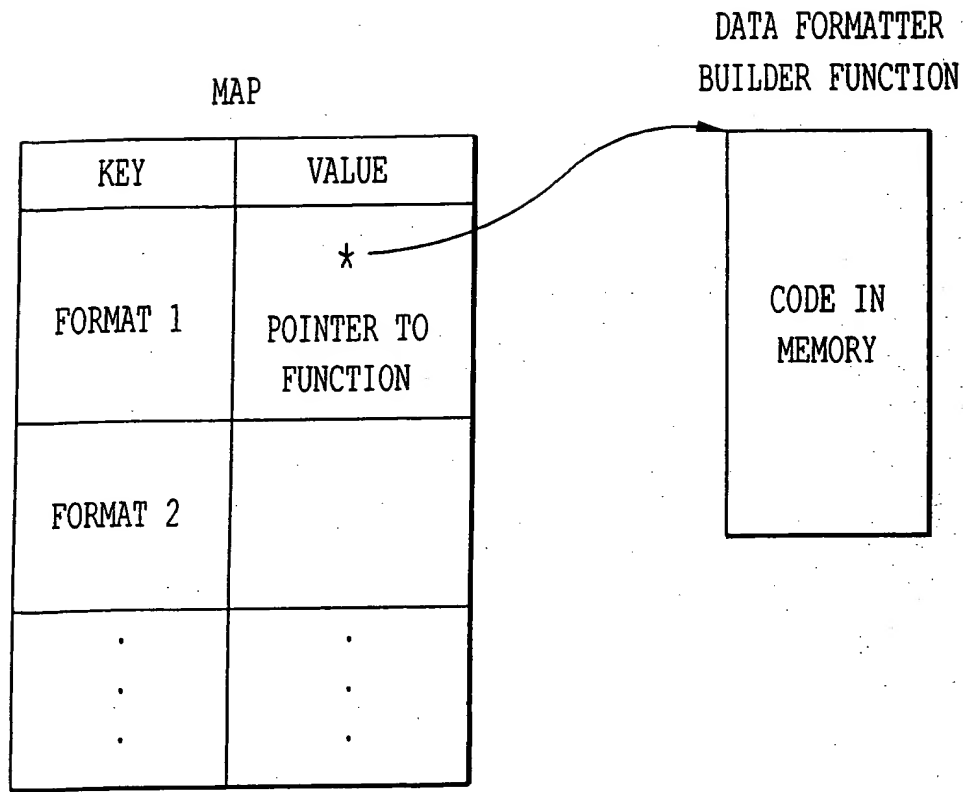 DATA FORMATTER
BUILDER FUNCTION
MAP
KEY VALUE
*
FORMAT 1
POINTER TO
FUNCTION
CODE IN
MEMORY
FORMAT 2